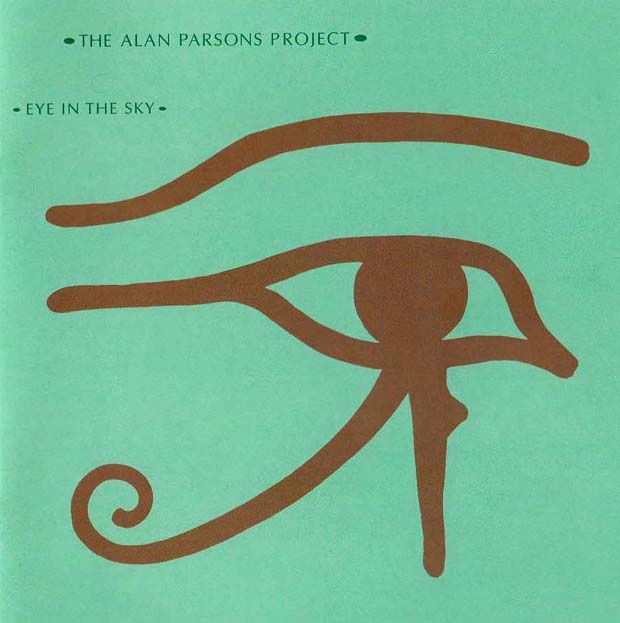 •THE ALAN PARSONS PROJECT•
•EYE IN THE SKY•